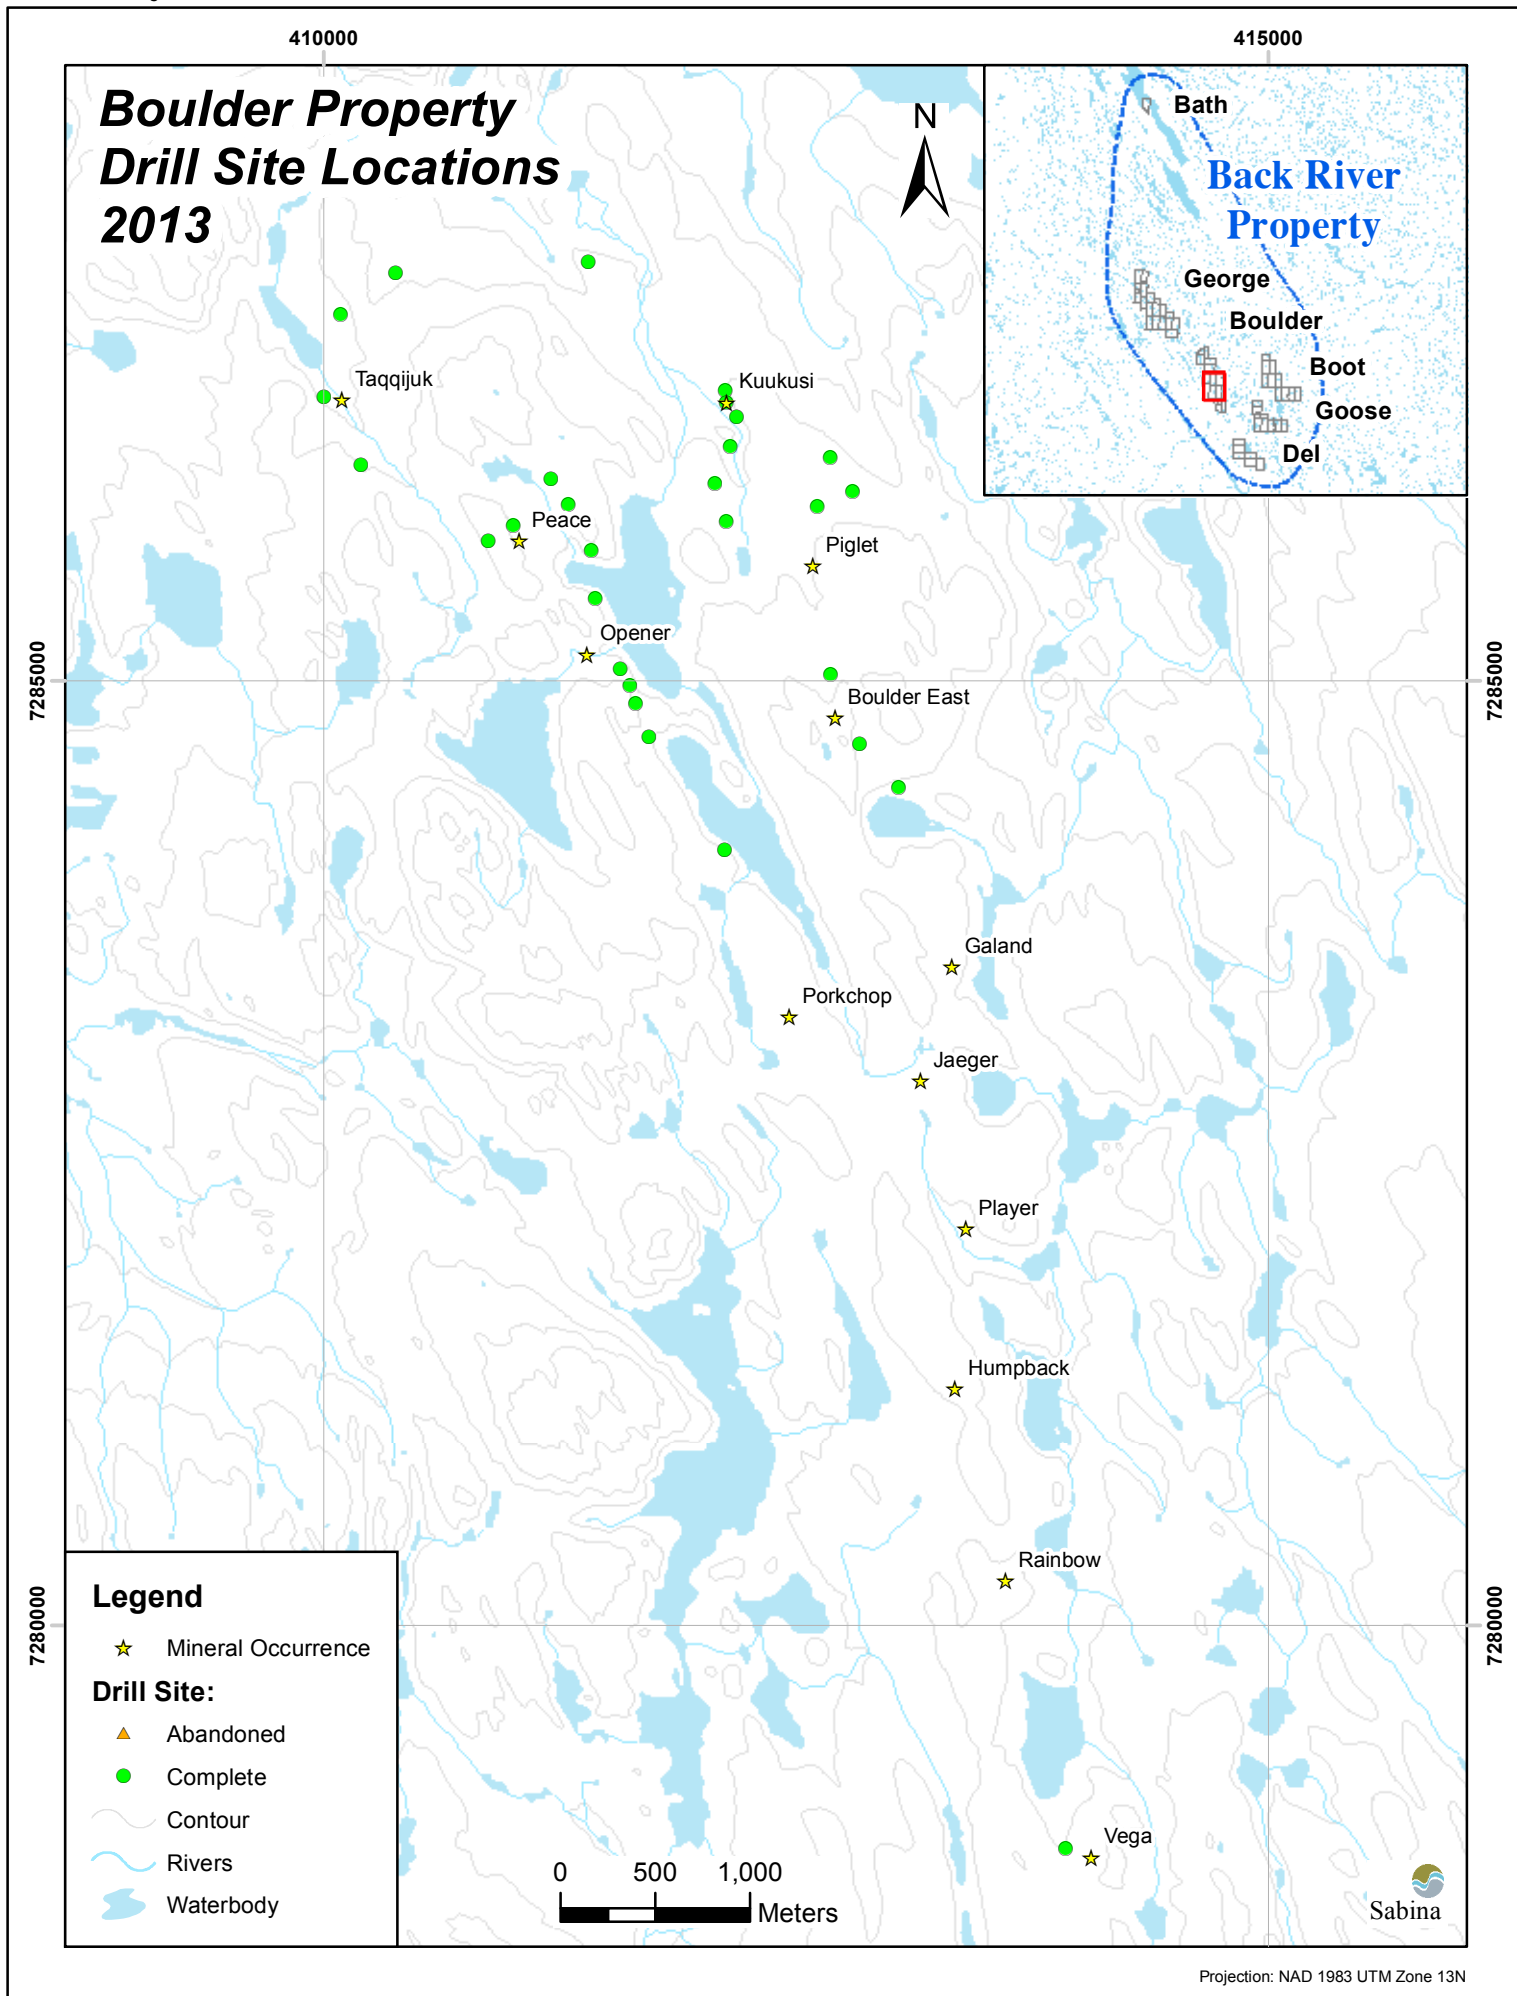 410000
415000
Boulder Property
Drill Site Locations
2013
N
Bath
Back River
Property
George
Boulder
Boot
Goose
Del
Taqqijuk
Kuukusi
Peace
Piglet
Opener
7285000
7285000
Boulder East
Galand
Porkchop
Jaeger
Player
Humpback
Rainbow
7280000
7280000
Legend
Mineral Occurrence
Drill Site:
Abandoned
Complete
Contour
Rivers
Waterbody
Vega
0 500 1,000
Meters
Sabina
Projection: NAD 1983 UTM Zone 13N